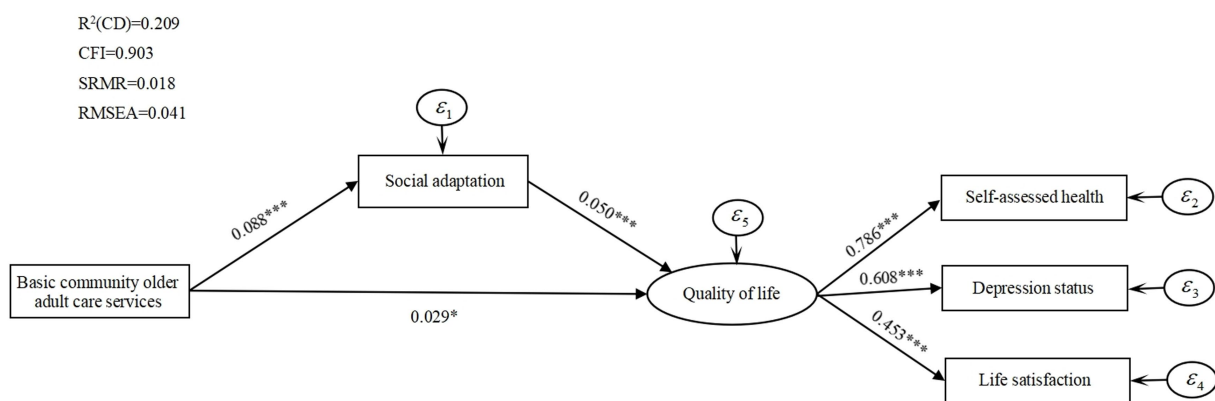 R²(CD)=0.209
CFI=0.903
SRMR=0.018
RMSEA=0.041
ε₁
Social adaptation
0.088***
0.050***
Basic community older
adult care services
0.029*
ε₅
Quality of life
0.786***
0.608***
0.453***
Self-assessed health
ε₂
Depression status
ε₃
Life satisfaction
ε₄